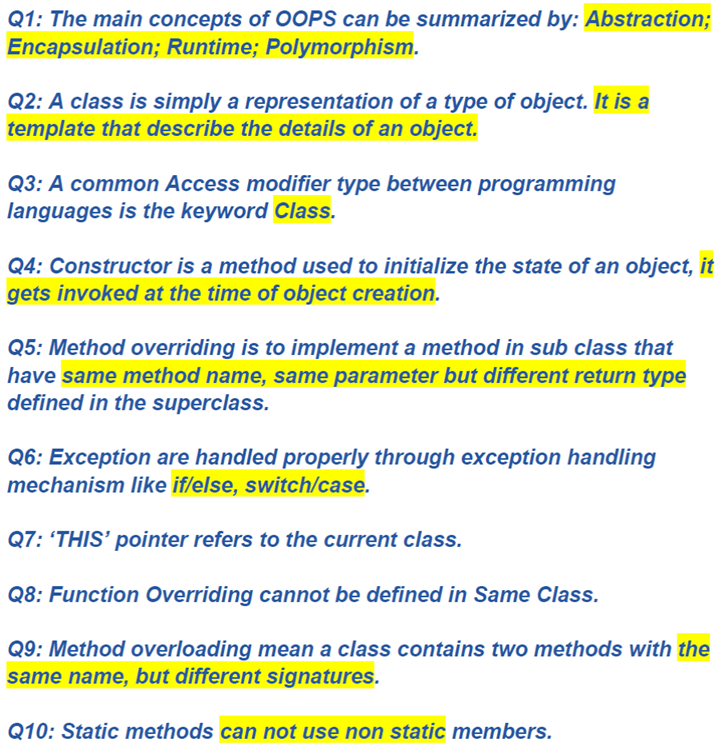 Q1: The main concepts of OOPS can be summarized by: Abstraction;
Encapsulation; Runtime; Polymorphism.
Q2: A class is simply a representation of a type of object. It is a
template that describe the details of an object.
Q3: A common Access modifier type between programming
languages is the keyword Class.
Q4: Constructor is a method used to initialize the state of an object, it
gets invoked at the time of object creation.
Q5: Method overriding is to implement a method in sub class that
have same method name, same parameter but different return type
defined in the superclass.
Q6: Exception are handled properly through exception handling
mechanism like if/else, switch/case.
Q7: ‘THIS’ pointer refers to the current class.
Q8: Function Overriding cannot be defined in Same Class.
Q9: Method overloading mean a class contains two methods with the
same name, but different signatures.
Q10: Static methods can not use non static members.